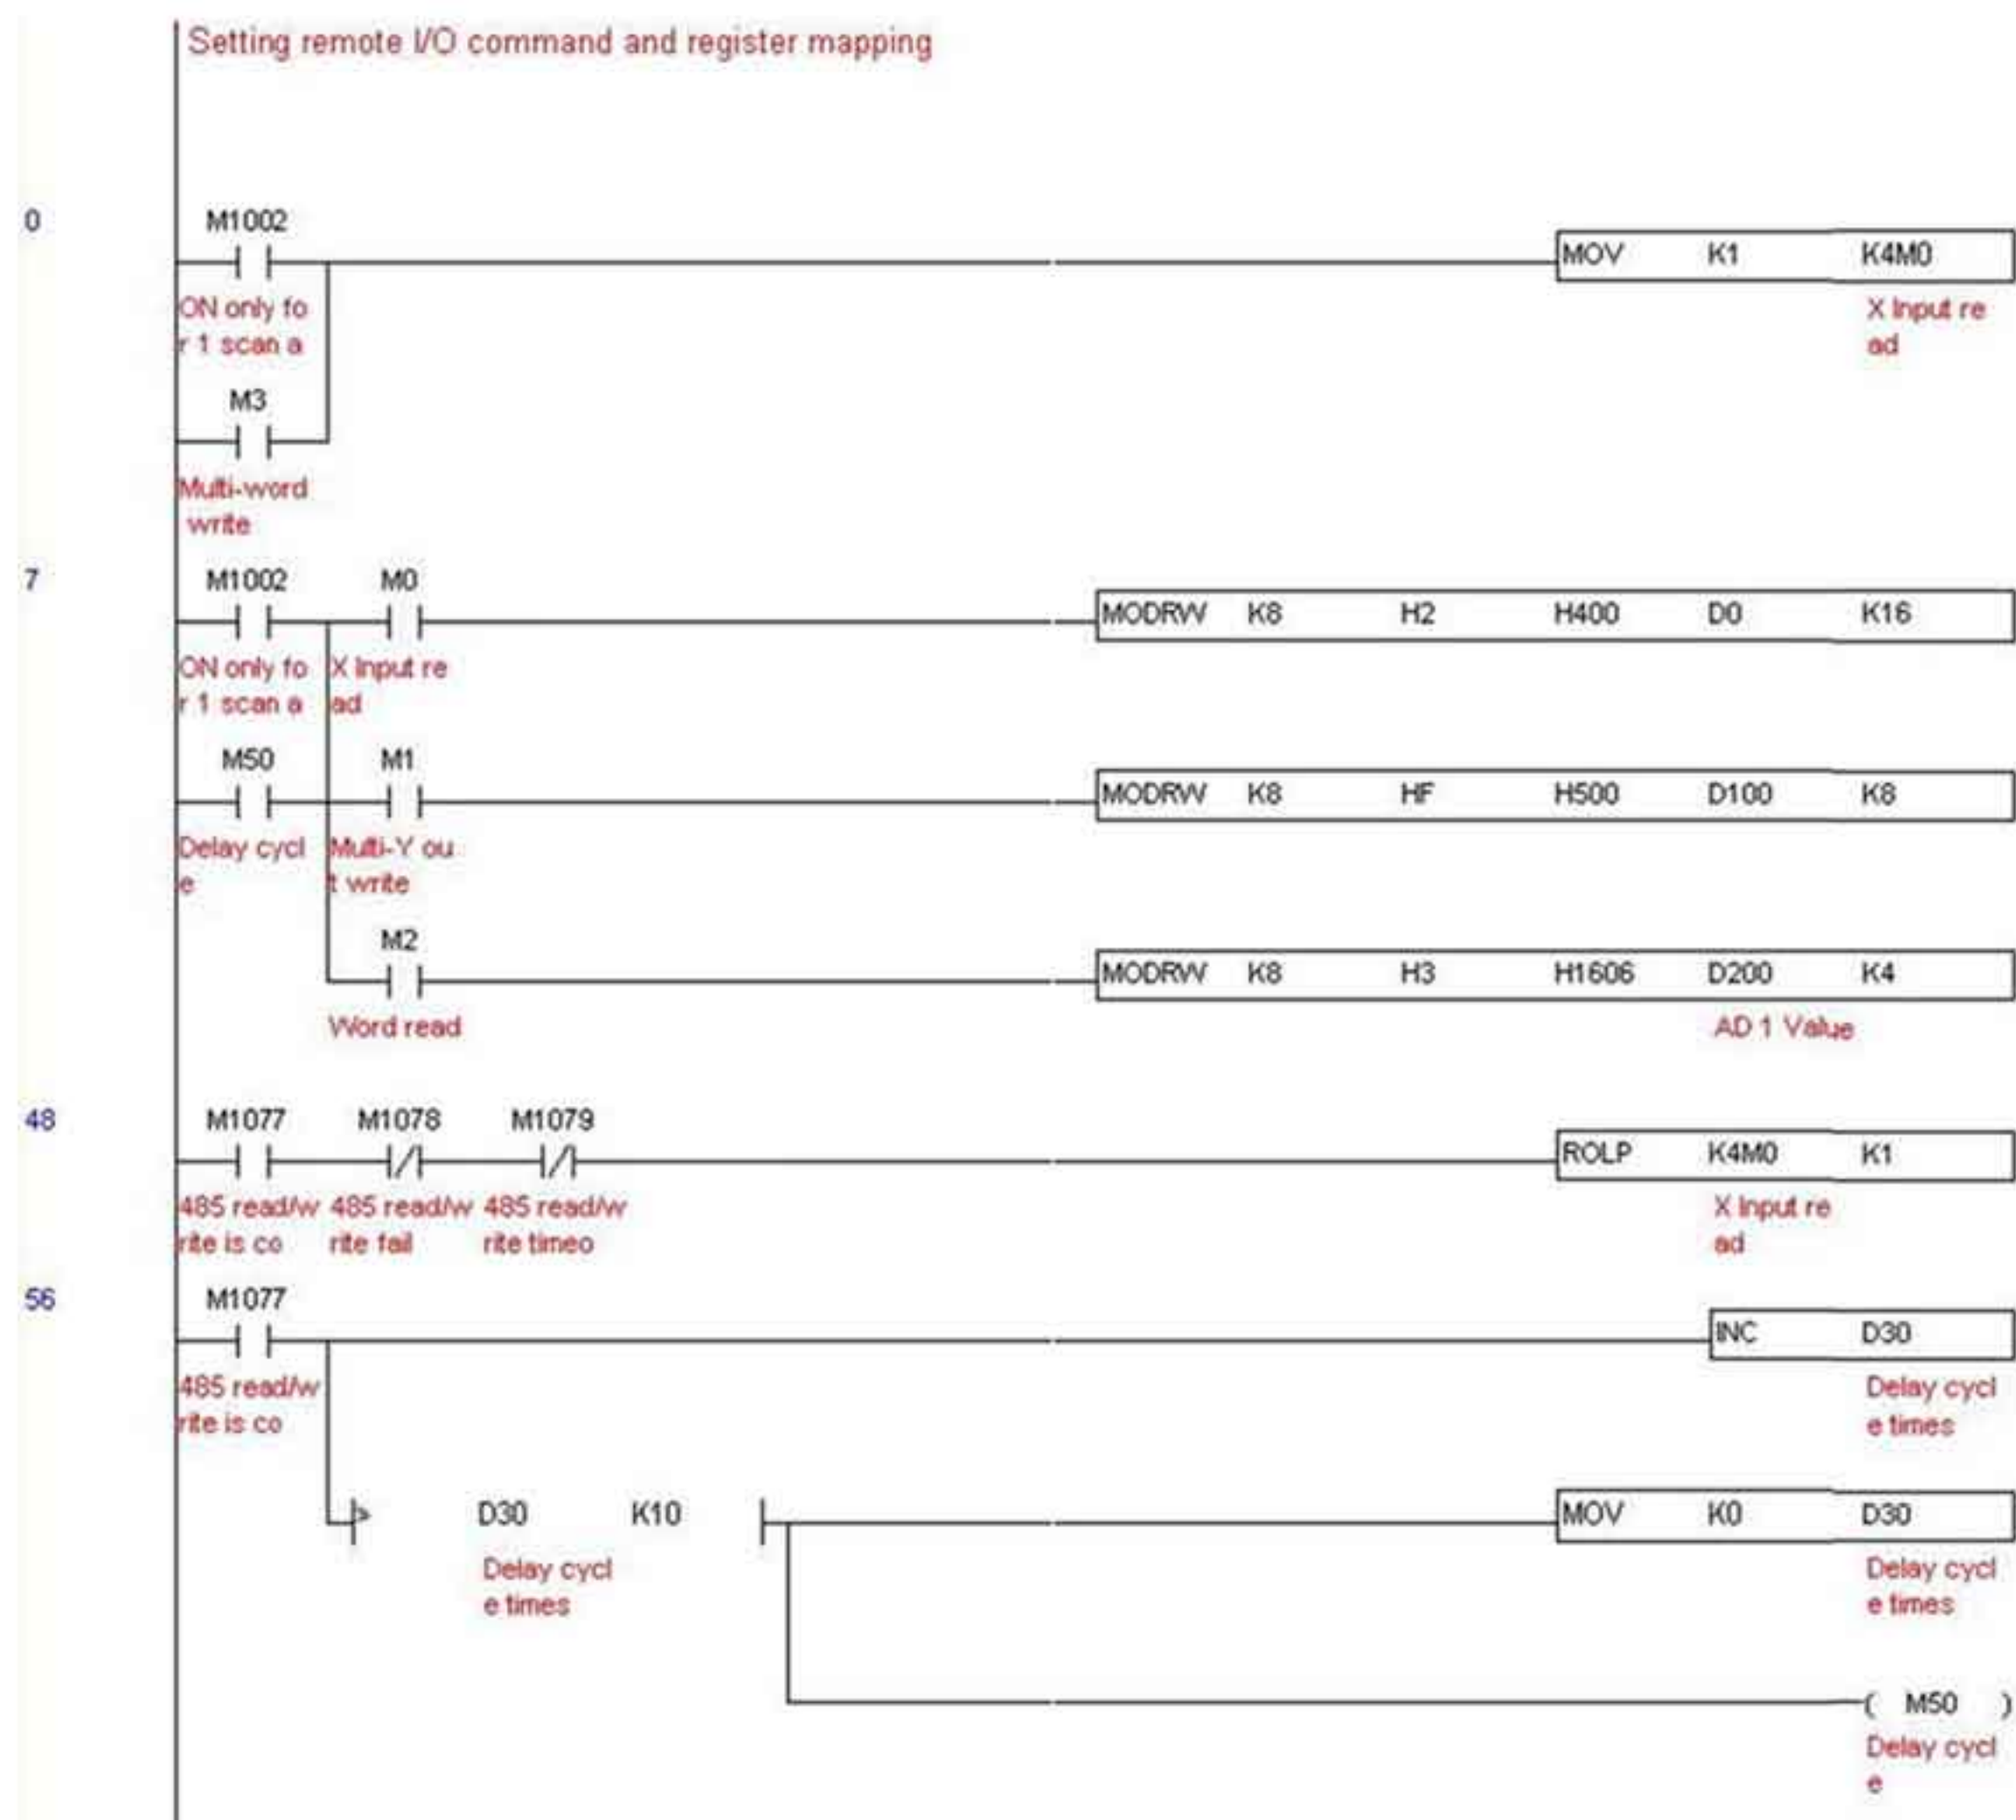 Setting remote I/O command and register mapping
0
M1002
MOV K1 K4M0
ON only fo
r 1 scan a
X Input re
ad
M3
Multi-word
write
7
M1002 M0
MODRW K8 H2 H400 D0 K16
ON only fo
r 1 scan a
X Input re
ad
M50 M1
MODRW K8 HF H500 D100 K8
Delay cycl
e
Multi-Y ou
t write
M2
MODRW K8 H3 H1606 D200 K4
Word read
AD 1 Value
48
M1077 M1078 M1079
ROLP K4M0 K1
485 read/w
rite is co
485 read/w
rite fail
485 read/w
rite timeo
X Input re
ad
56
M1077
INC D30
485 read/w
rite is co
Delay cycl
e times
> D30 K10
MOV K0 D30
Delay cycl
e times
Delay cycl
e times
( M50 )
Delay cycl
e